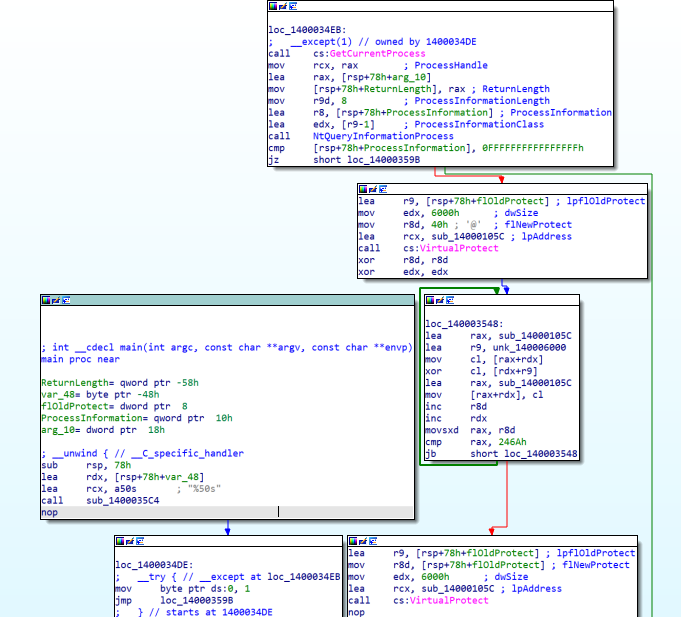 loc_1400034EB:
;   __except(1) // owned by 1400034DE
call    cs:GetCurrentProcess
mov     rcx, rax        ; ProcessHandle
lea     rax, [rsp+78h+arg_10]
mov     [rsp+78h+ReturnLength], rax ; ReturnLength
mov     r9d, 8          ; ProcessInformationLength
lea     r8, [rsp+78h+ProcessInformation] ; ProcessInformation
lea     edx, [r9-1]     ; ProcessInformationClass
call    NtQueryInformationProcess
cmp     [rsp+78h+ProcessInformation], 0FFFFFFFFFFFFFFFFh
jz      short loc_14000359B
lea     r9, [rsp+78h+flOldProtect] ; lpflOldProtect
mov     edx, 6000h      ; dwSize
mov     r8d, 40h ; '@'  ; flNewProtect
lea     rcx, sub_14000105C ; lpAddress
call    cs:VirtualProtect
xor     r8d, r8d
xor     edx, edx
; int __cdecl main(int argc, const char **argv, const char **envp)
main proc near
ReturnLength= qword ptr -58h
var_48= byte ptr -48h
flOldProtect= dword ptr  8
ProcessInformation= qword ptr  10h
arg_10= dword ptr  18h
; __unwind { // __C_specific_handler
sub     rsp, 78h
lea     rdx, [rsp+78h+var_48]
lea     rcx, a50s       ; "%50s"
call    sub_1400035C4
nop
loc_140003548:
lea     rax, sub_14000105C
lea     r9, unk_140006000
mov     cl, [rax+rdx]
xor     cl, [rdx+r9]
lea     rax, sub_14000105C
mov     [rax+rdx], cl
inc     r8d
inc     rdx
movsxd  rax, r8d
cmp     rax, 246Ah
jb      short loc_140003548
loc_1400034DE:
;   __try { // __except at loc_1400034EB
mov     byte ptr ds:0, 1
jmp     loc_14000359B
;   } // starts at 1400034DE
lea     r9, [rsp+78h+flOldProtect] ; lpflOldProtect
mov     r8d, [rsp+78h+flOldProtect] ; flNewProtect
mov     edx, 6000h      ; dwSize
lea     rcx, sub_14000105C ; lpAddress
call    cs:VirtualProtect
nop